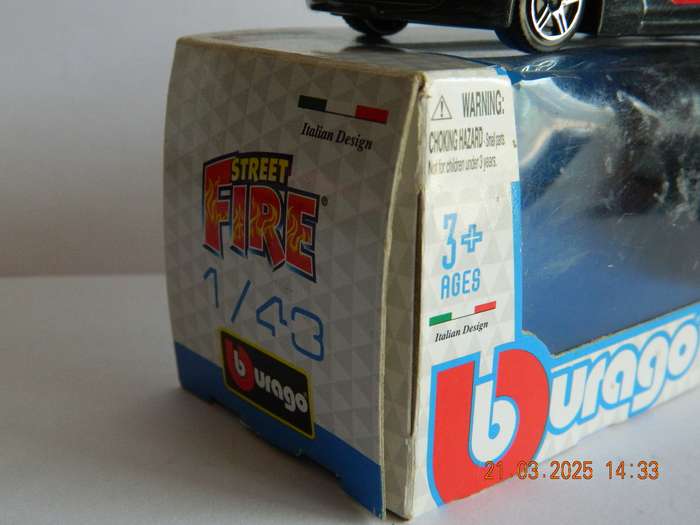 Italian Design
STREET
FIRE®
1/43
burago
WARNING:
CHOKING HAZARD Small parts.
Not for children under 3 years.
3+
AGES
Italian Design
burago
21.03.2025 14:33